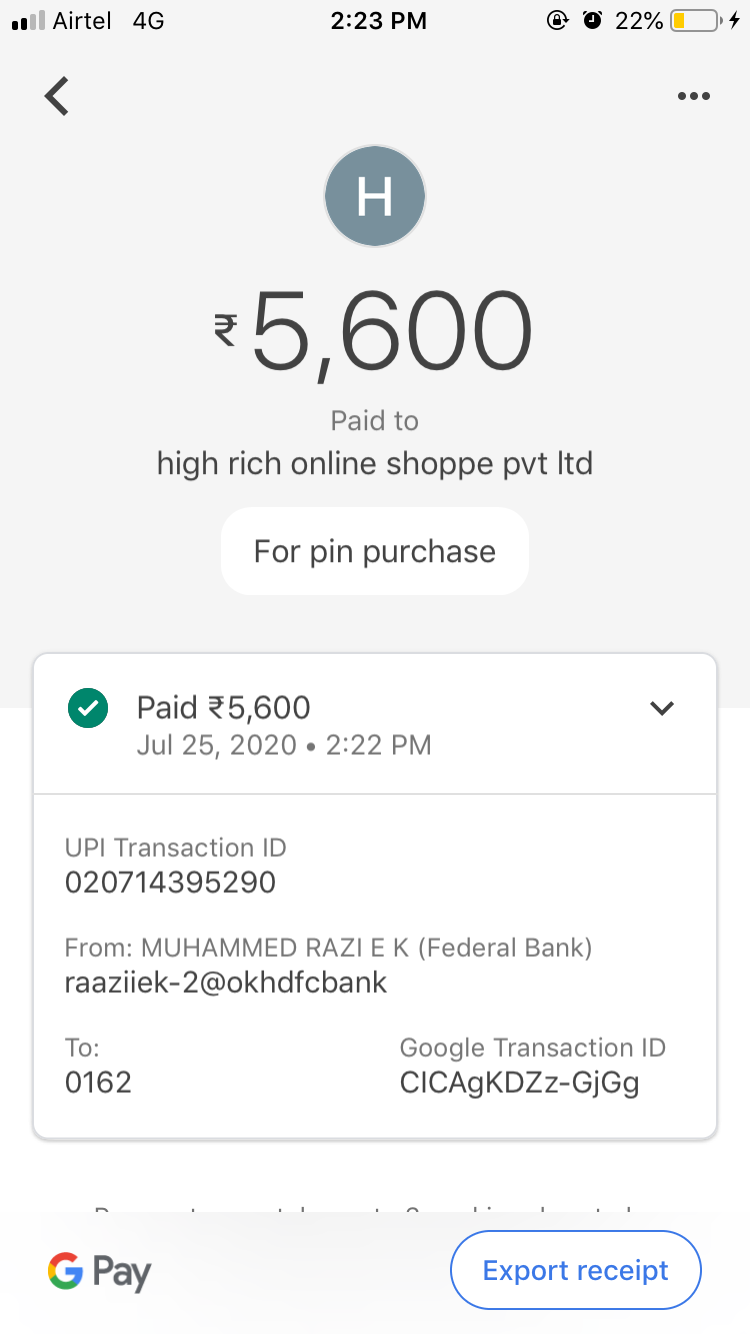 Airtel 4G 2:23 PM 22%
H
₹5,600
Paid to
high rich online shoppe pvt ltd
For pin purchase
Paid ₹5,600
Jul 25, 2020 • 2:22 PM
UPI Transaction ID
020714395290
From: MUHAMMED RAZI E K (Federal Bank)
raaziiek-2@okhdfcbank
To: Google Transaction ID
0162 CICAgKDZz-GjGg
G Pay Export receipt